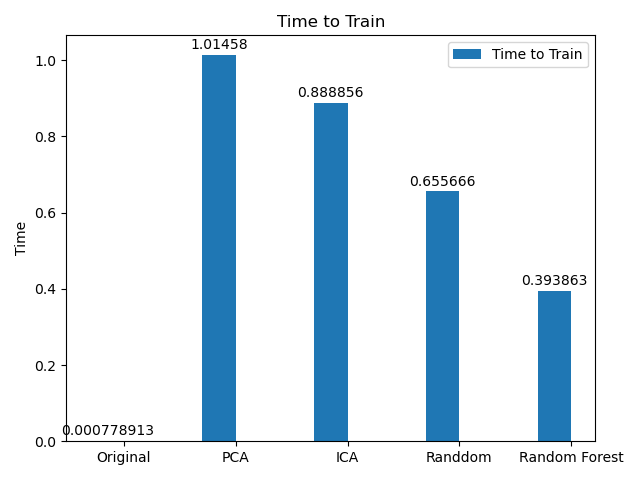 Time to Train
Time to Train
Time
1.0
0.8
0.6
0.4
0.2
0.0
0.000778913
1.01458
0.888856
0.655666
0.393863
Original
PCA
ICA
Randdom
Random Forest